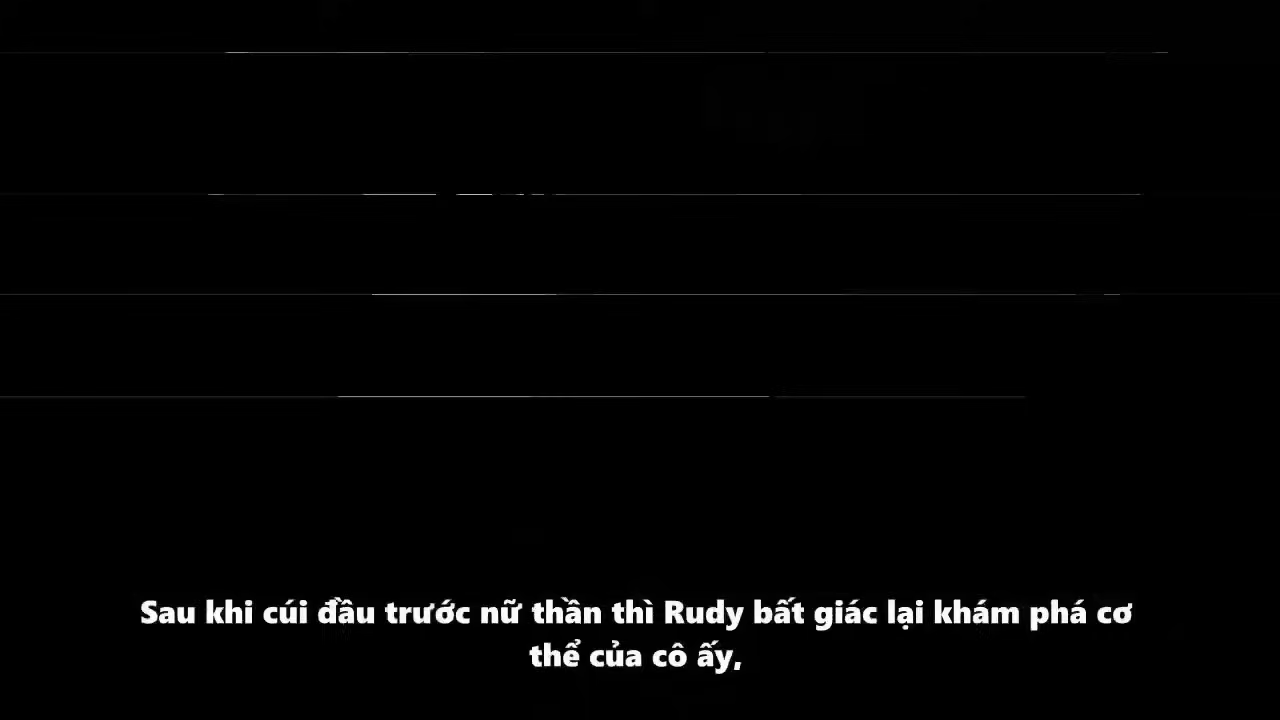 Sau khi cúi đầu trước nữ thần thì Rudy bất giác lại khám phá cơ
thể của cô ấy,